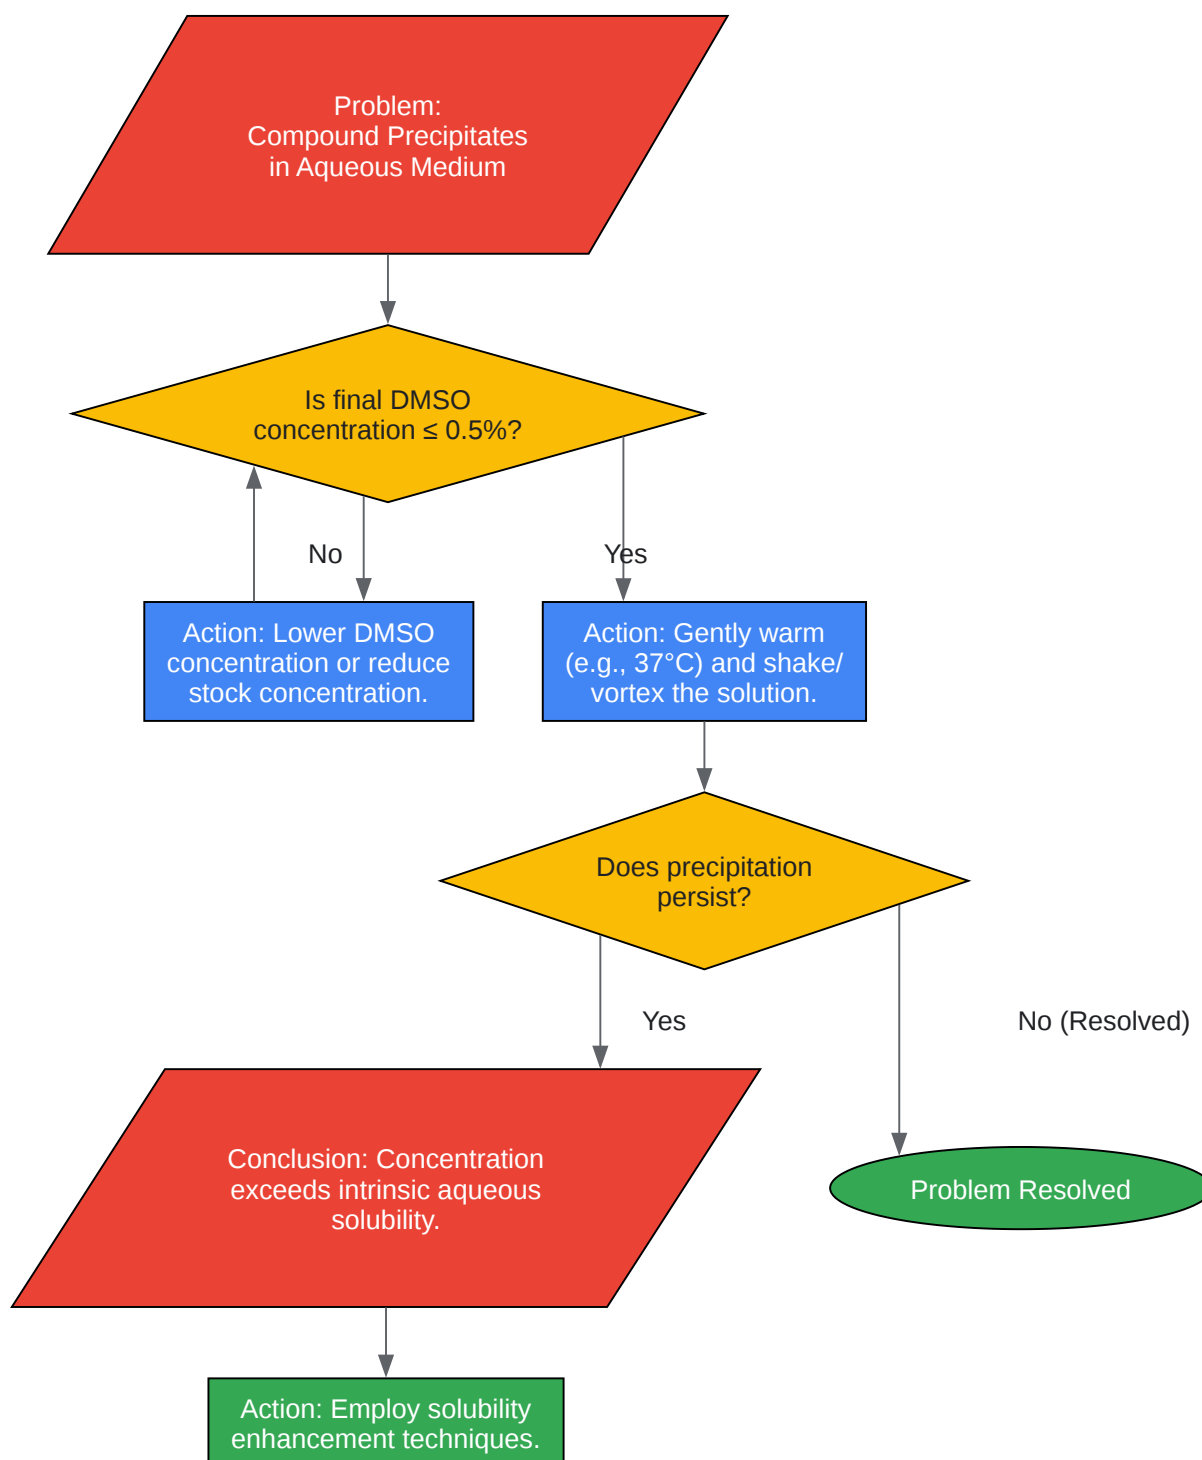 Problem:
Compound Precipitates
in Aqueous Medium
Is final DMSO
concentration ≤ 0.5%?
No
Yes
Action: Lower DMSO
concentration or reduce
stock concentration.
Action: Gently warm
(e.g., 37°C) and shake/
vortex the solution.
Does precipitation
persist?
Yes
No (Resolved)
Conclusion: Concentration
exceeds intrinsic aqueous
solubility.
Problem Resolved
Action: Employ solubility
enhancement techniques.